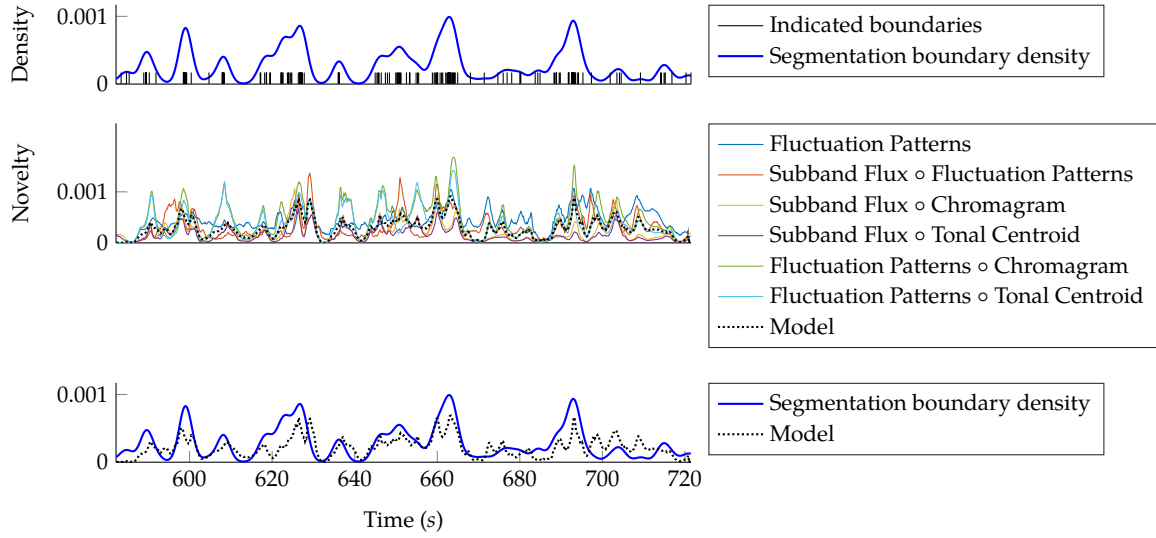 Density
0.001
0
Indicated boundaries
Segmentation boundary density
Novelty
0.001
0
Fluctuation Patterns
Subband Flux ∘ Fluctuation Patterns
Subband Flux ∘ Chromagram
Subband Flux ∘ Tonal Centroid
Fluctuation Patterns ∘ Chromagram
Fluctuation Patterns ∘ Tonal Centroid
Model
0.001
0
Segmentation boundary density
Model
600 620 640 660 680 700 720
Time (s)